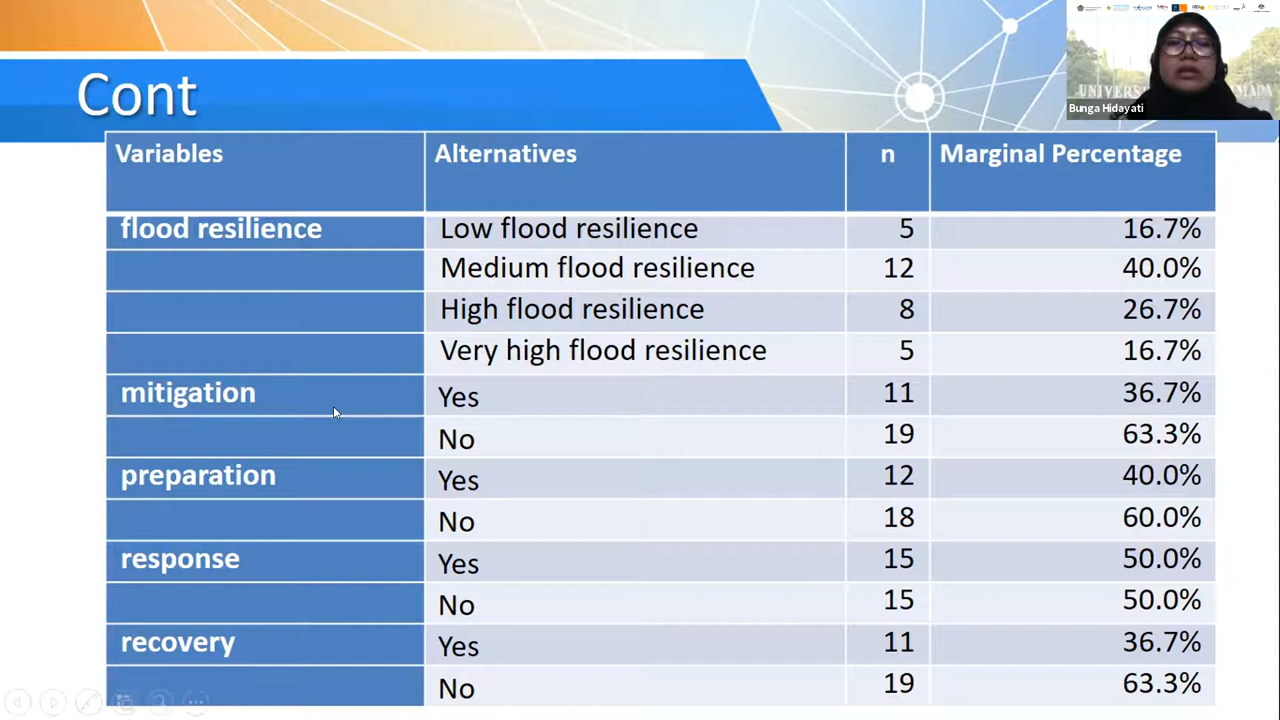 Cont
Bunga Hidayati
Variables Alternatives n Marginal Percentage
flood resilience Low flood resilience 5 16.7%
Medium flood resilience 12 40.0%
High flood resilience 8 26.7%
Very high flood resilience 5 16.7%
mitigation Yes 11 36.7%
No 19 63.3%
preparation Yes 12 40.0%
No 18 60.0%
response Yes 15 50.0%
No 15 50.0%
recovery Yes 11 36.7%
No 19 63.3%